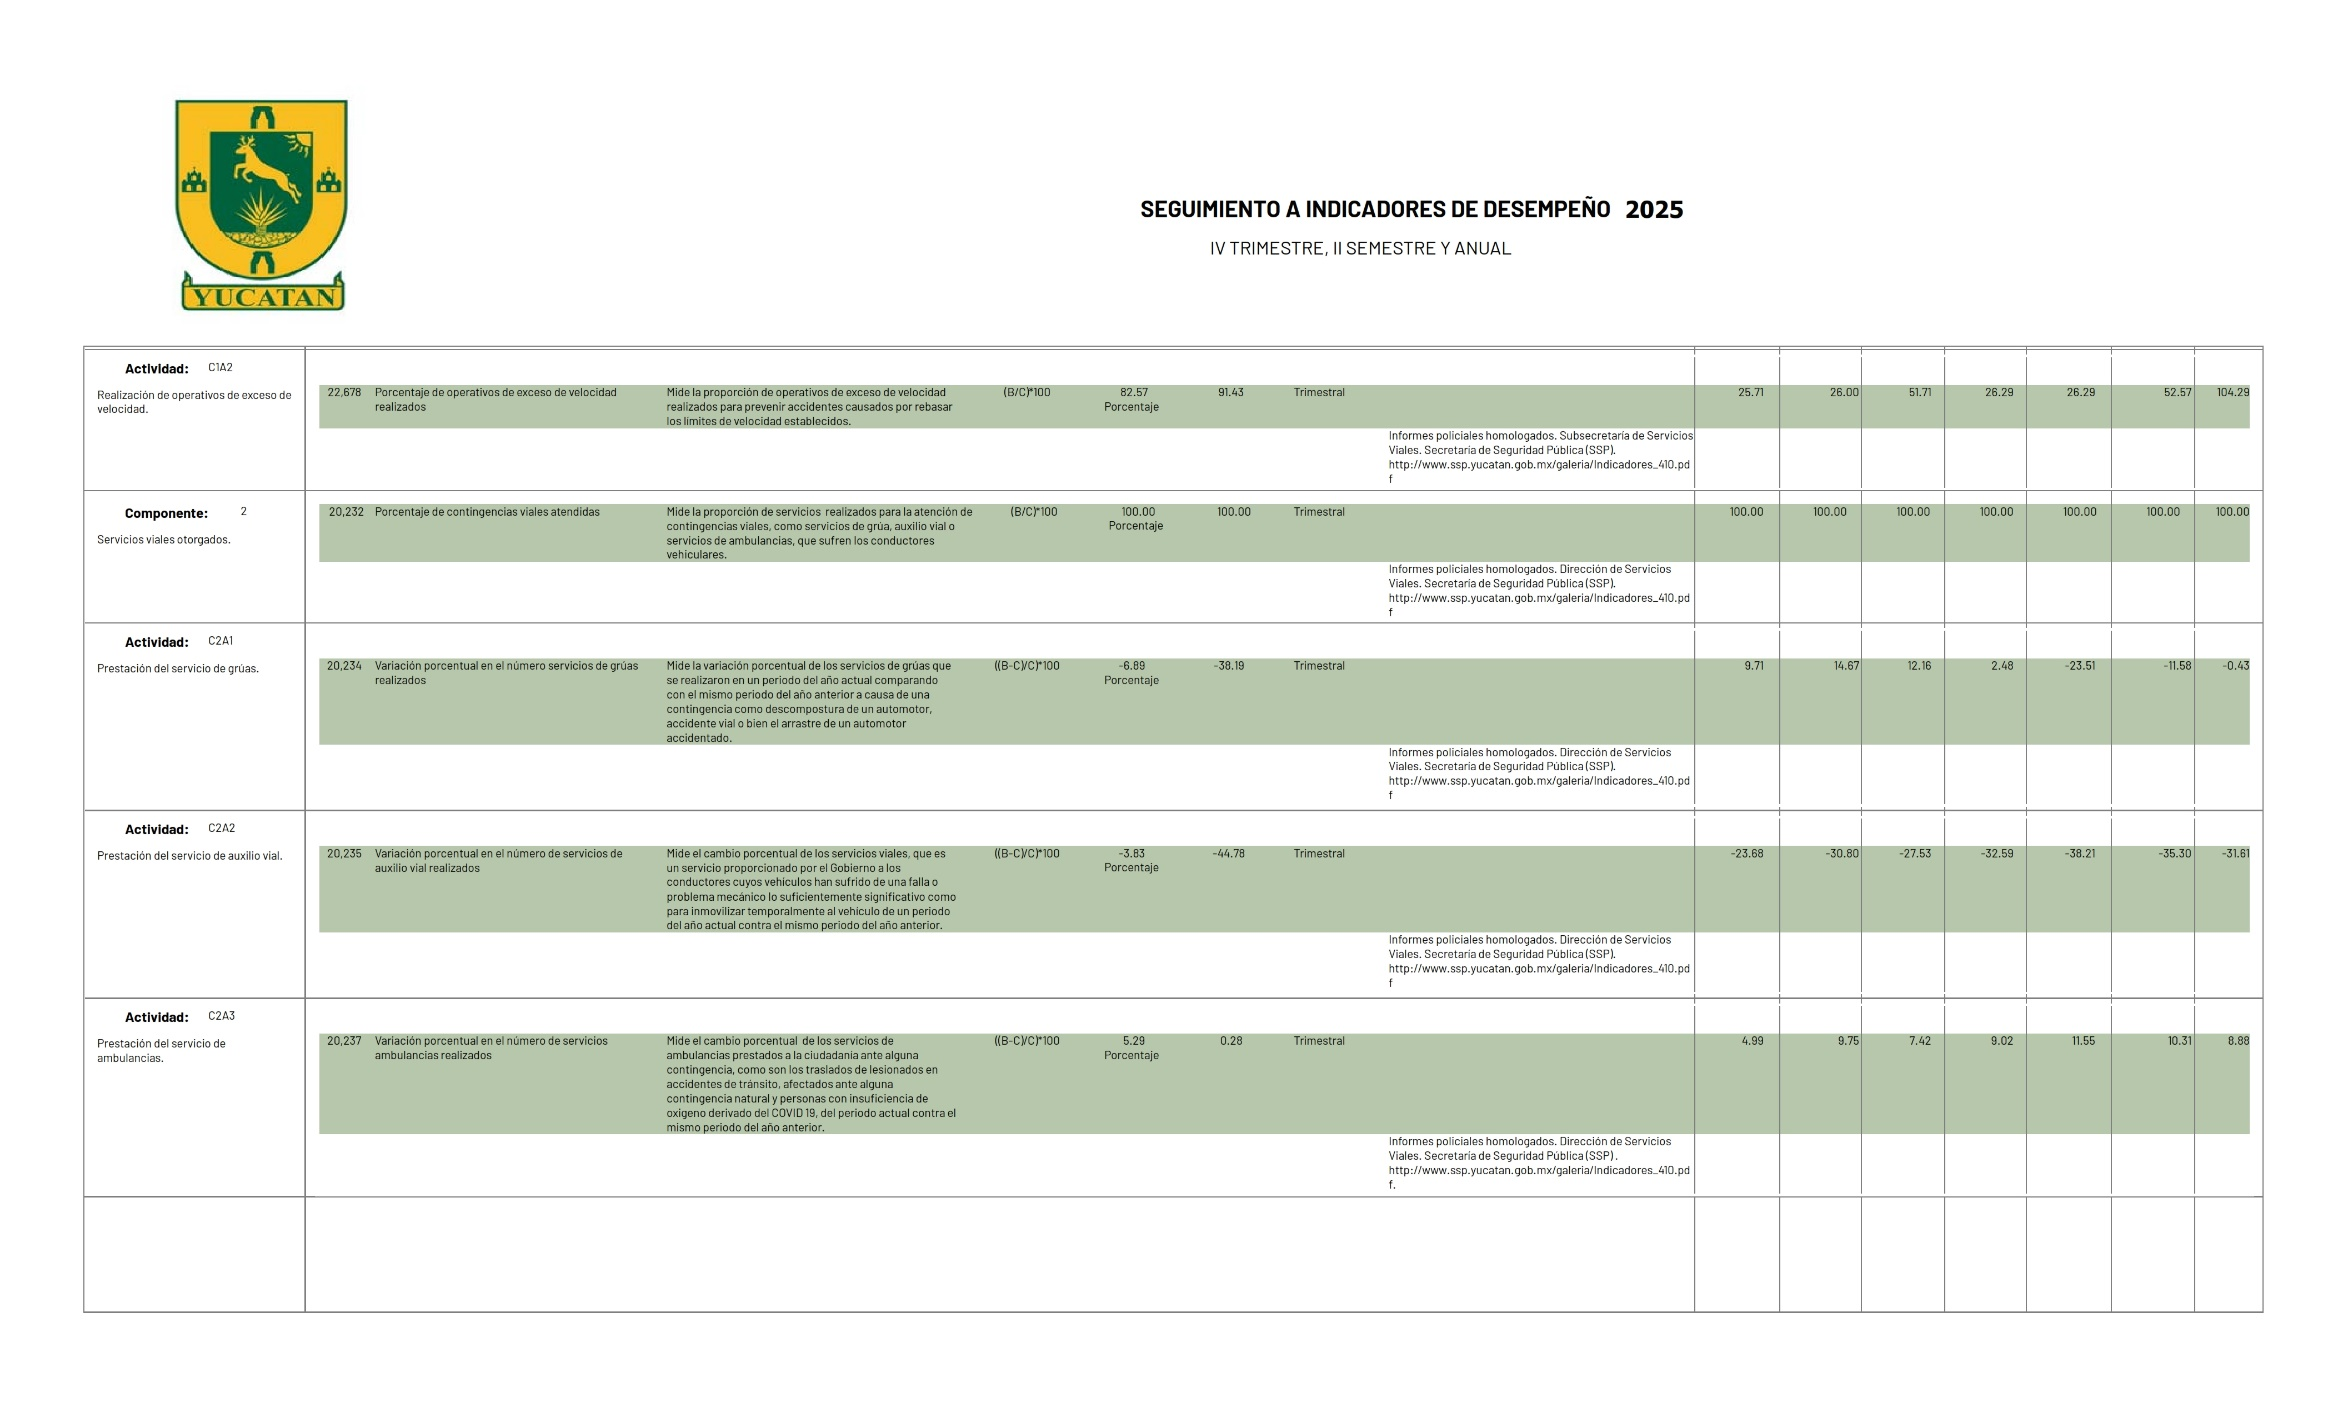 YUCATAN
SEGUIMIENTO A INDICADORES DE DESEMPEÑO 2025
IV TRIMESTRE, II SEMESTRE Y ANUAL
Actividad: C1A2
Realización de operativos de exceso de
velocidad.
22,678 Porcentaje de operativos de exceso de velocidad Mide la proporción de operativos de exceso de velocidad (B/C)*100 82.57 91.43 Trimestral 25.71 26.00 51.71 26.29 26.29 52.57 104.29
realizados realizados para prevenir accidentes causados por rebasar Porcentaje
los límites de velocidad establecidos.
Informes policiales homologados. Subsecretaría de Servicios
Viales. Secretaría de Seguridad Pública (SSP).
http://www.ssp.yucatan.gob.mx/galeria/Indicadores_410.pd
f
Componente: 2
Servicios viales otorgados.
20,232 Porcentaje de contingencias viales atendidas Mide la proporción de servicios realizados para la atención de (B/C)*100 100.00 100.00 Trimestral 100.00 100.00 100.00 100.00 100.00 100.00 100.00
contingencias viales, como servicios de grúa, auxilio vial o Porcentaje
servicios de ambulancias, que sufren los conductores
vehiculares.
Informes policiales homologados. Dirección de Servicios
Viales. Secretaría de Seguridad Pública (SSP).
http://www.ssp.yucatan.gob.mx/galeria/Indicadores_410.pd
f
Actividad: C2A1
Prestación del servicio de grúas.
20,234 Variación porcentual en el número servicios de grúas Mide la variación porcentual de los servicios de grúas que ((B-C)/C)*100 -6.89 -38.19 Trimestral 9.71 14.67 12.16 2.48 -23.51 -11.58 -0.43
realizados se realizaron en un periodo del año actual comparando Porcentaje
con el mismo periodo del año anterior a causa de una
contingencia como descompostura de un automotor,
accidente vial o bien el arrastre de un automotor
accidentado.
Informes policiales homologados. Dirección de Servicios
Viales. Secretaría de Seguridad Pública (SSP).
http://www.ssp.yucatan.gob.mx/galeria/Indicadores_410.pd
f
Actividad: C2A2
Prestación del servicio de auxilio vial.
20,235 Variación porcentual en el número de servicios de Mide el cambio porcentual de los servicios viales, que es ((B-C)/C)*100 -3.83 -44.78 Trimestral -23.68 -30.80 -27.53 -32.59 -38.21 -35.30 -31.61
auxilio vial realizados un servicio proporcionado por el Gobierno a los Porcentaje
conductores cuyos vehículos han sufrido de una falla o
problema mecánico lo suficientemente significativo como
para inmovilizar temporalmente al vehículo de un periodo
del año actual contra el mismo periodo del año anterior.
Informes policiales homologados. Dirección de Servicios
Viales. Secretaría de Seguridad Pública (SSP).
http://www.ssp.yucatan.gob.mx/galeria/Indicadores_410.pd
f
Actividad: C2A3
Prestación del servicio de
ambulancias.
20,237 Variación porcentual en el número de servicios Mide el cambio porcentual de los servicios de ((B-C)/C)*100 5.29 0.28 Trimestral 4.99 9.75 7.42 9.02 11.55 10.31 8.88
ambulancias realizados ambulancias prestados a la ciudadanía ante alguna Porcentaje
contingencia, como son los traslados de lesionados en
accidentes de tránsito, afectados ante alguna
contingencia natural y personas con insuficiencia de
oxigeno derivado del COVID 19, del periodo actual contra el
mismo periodo del año anterior.
Informes policiales homologados. Dirección de Servicios
Viales. Secretaría de Seguridad Pública (SSP) .
http://www.ssp.yucatan.gob.mx/galeria/Indicadores_410.pd
f.